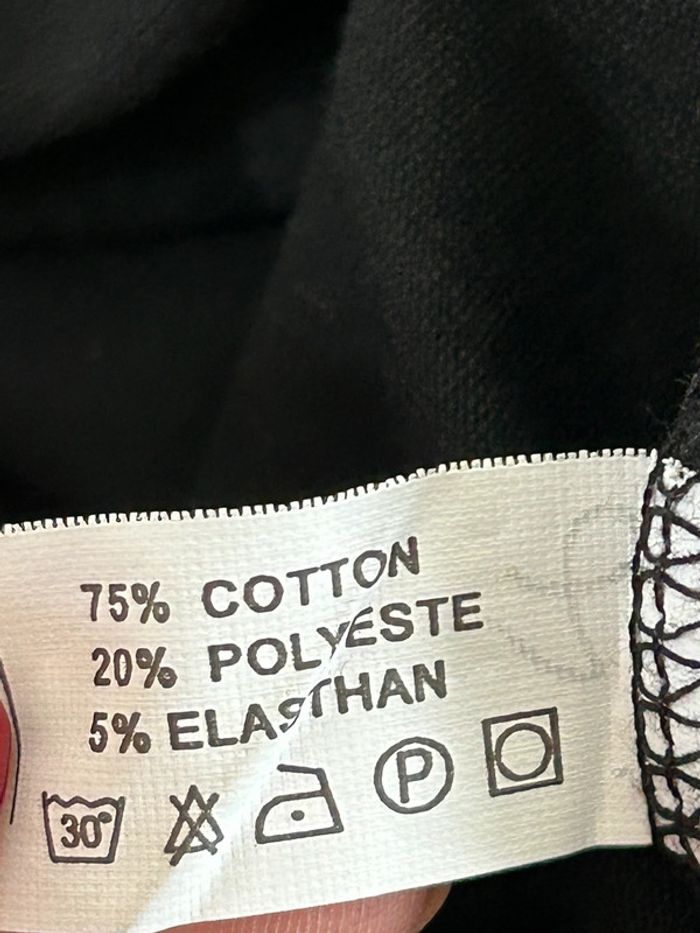 75% COTTON
20% POLYESTE
5% ELASTHAN
30° P